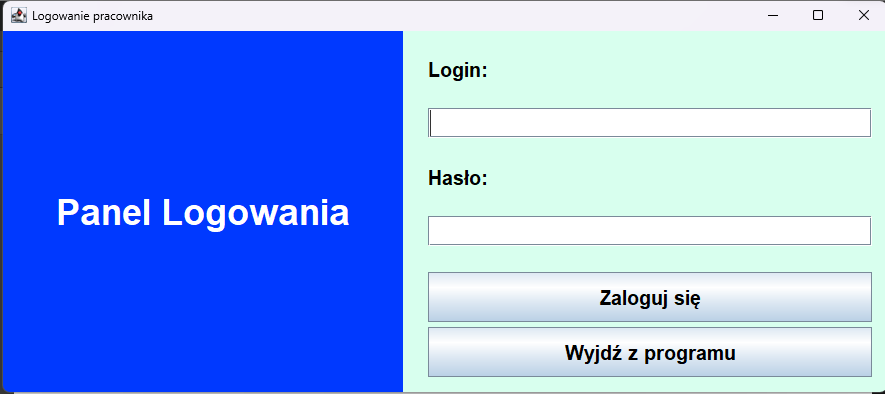 Logowanie pracownika
Panel Logowania
Login:
Hasło:
Zaloguj się
Wyjdź z programu